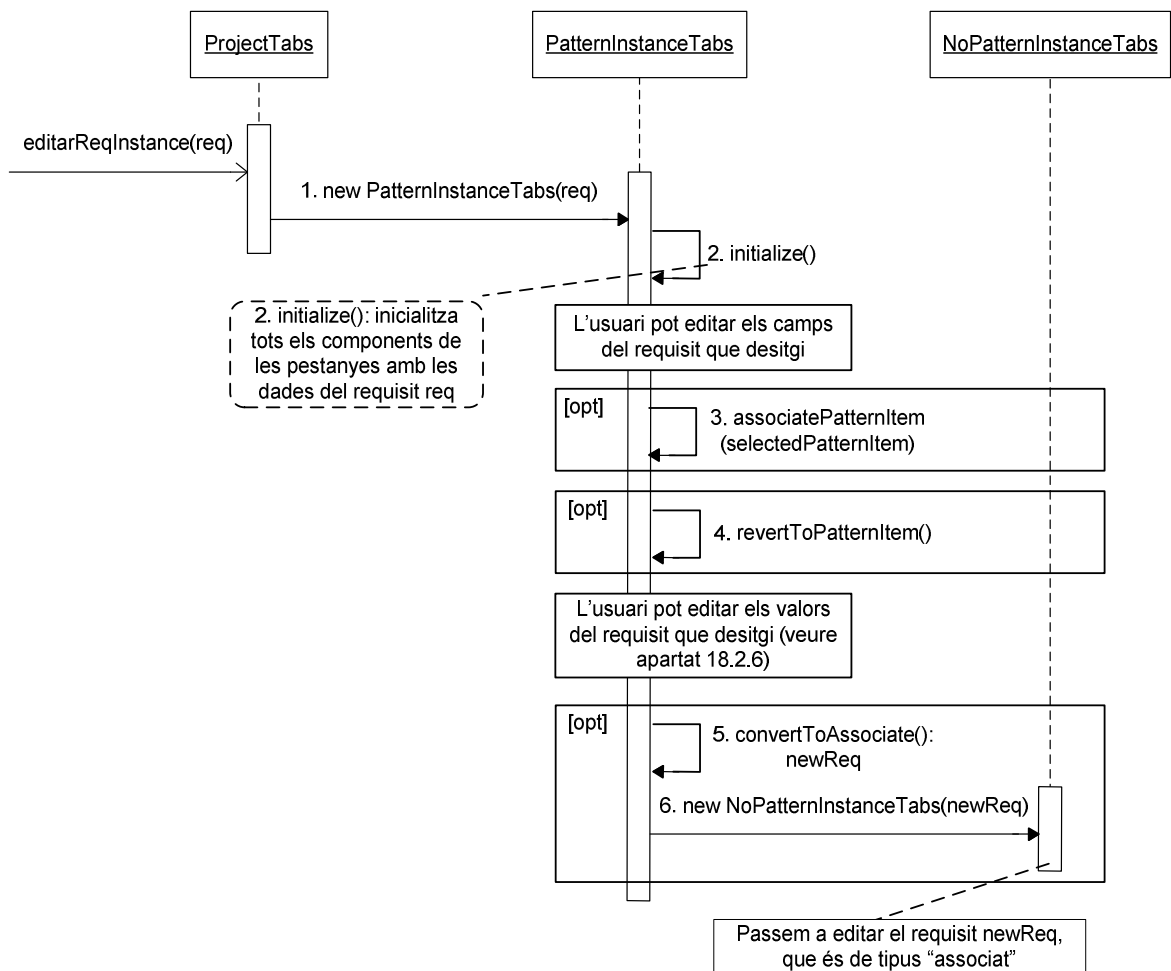 ProjectTabs
PatternInstanceTabs
NoPatternInstanceTabs
editarReqInstance(req)
1. new PatternInstanceTabs(req)
2. initialize()
2. initialize(): inicialitza
tots els components de
les pestanyes amb les
dades del requisit req
L'usuari pot editar els camps
del requisit que desitgi
[opt]
3. associatePatternItem
(selectedPatternItem)
[opt]
4. revertToPatternItem()
L'usuari pot editar els valors
del requisit que desitgi (veure
apartat 18.2.6)
[opt]
5. convertToAssociate():
newReq
6. new NoPatternInstanceTabs(newReq)
Passem a editar el requisit newReq,
que és de tipus “associat”